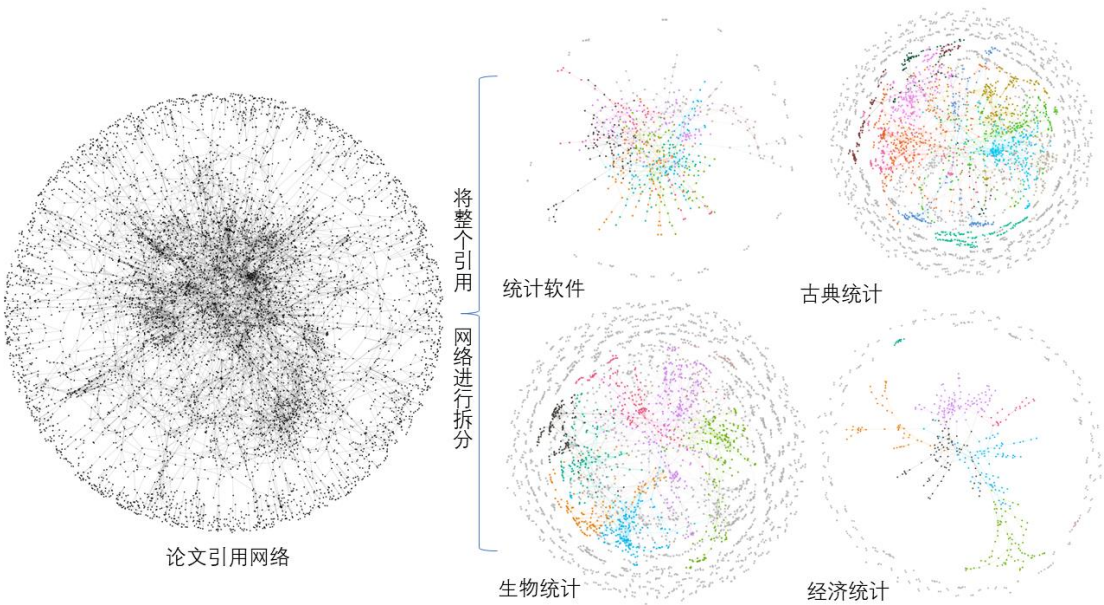 论文引用网络
将整个引用
网络进行拆分
统计软件
古典统计
生物统计
经济统计